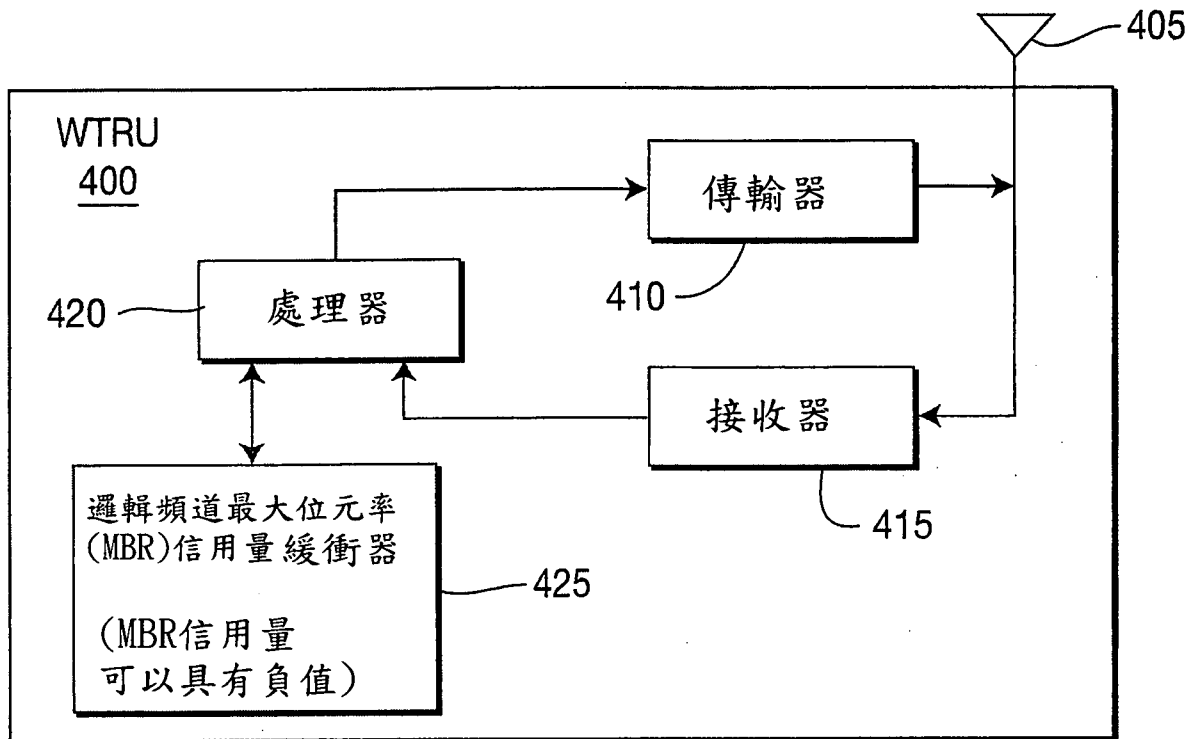 405
WTRU
400
傳輸器
410
處理器
420
接收器
415
邏輯頻道最大位元率
(MBR)信用量緩衝器
(MBR信用量
可以具有負值)
425